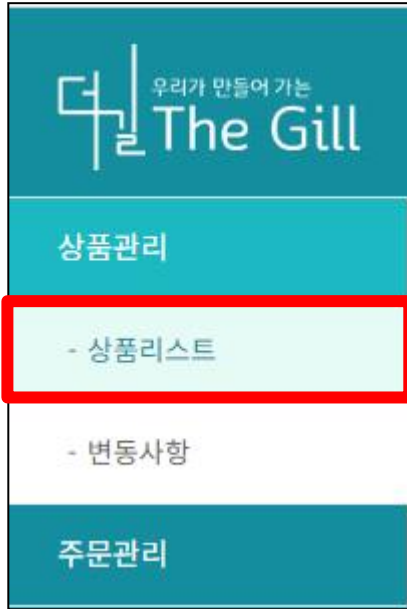 더길
우리가 만들어 가는
The Gill
상품관리
- 상품리스트
- 변동사항
주문관리